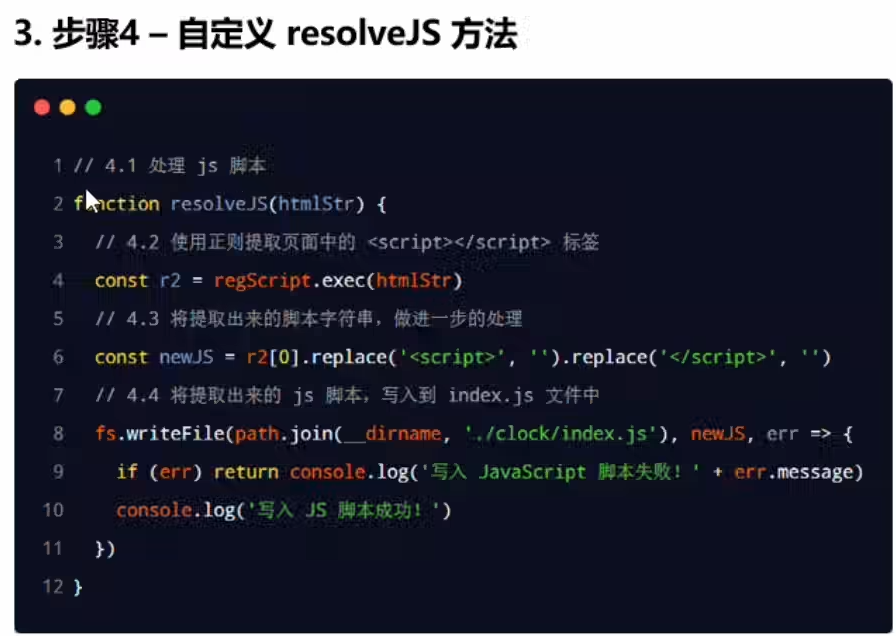 3. 步骤4 – 自定义 resolveJS 方法
1 // 4.1 处理 js 脚本
2 function resolveJS(htmlStr) {
3 // 4.2 使用正则提取页面中的 <script></script> 标签
4 const r2 = regScript.exec(htmlStr)
5 // 4.3 将提取出来的脚本字符串，做进一步的处理
6 const newJS = r2[0].replace('<script>', '').replace('</script>', '')
7 // 4.4 将提取出来的 js 脚本，写入到 index.js 文件中
8 fs.writeFile(path.join(__dirname, './clock/index.js'), newJS, err => {
9 if (err) return console.log('写入 JavaScript 脚本失败！' + err.message)
10 console.log('写入 JS 脚本成功！')
11 })
12 }